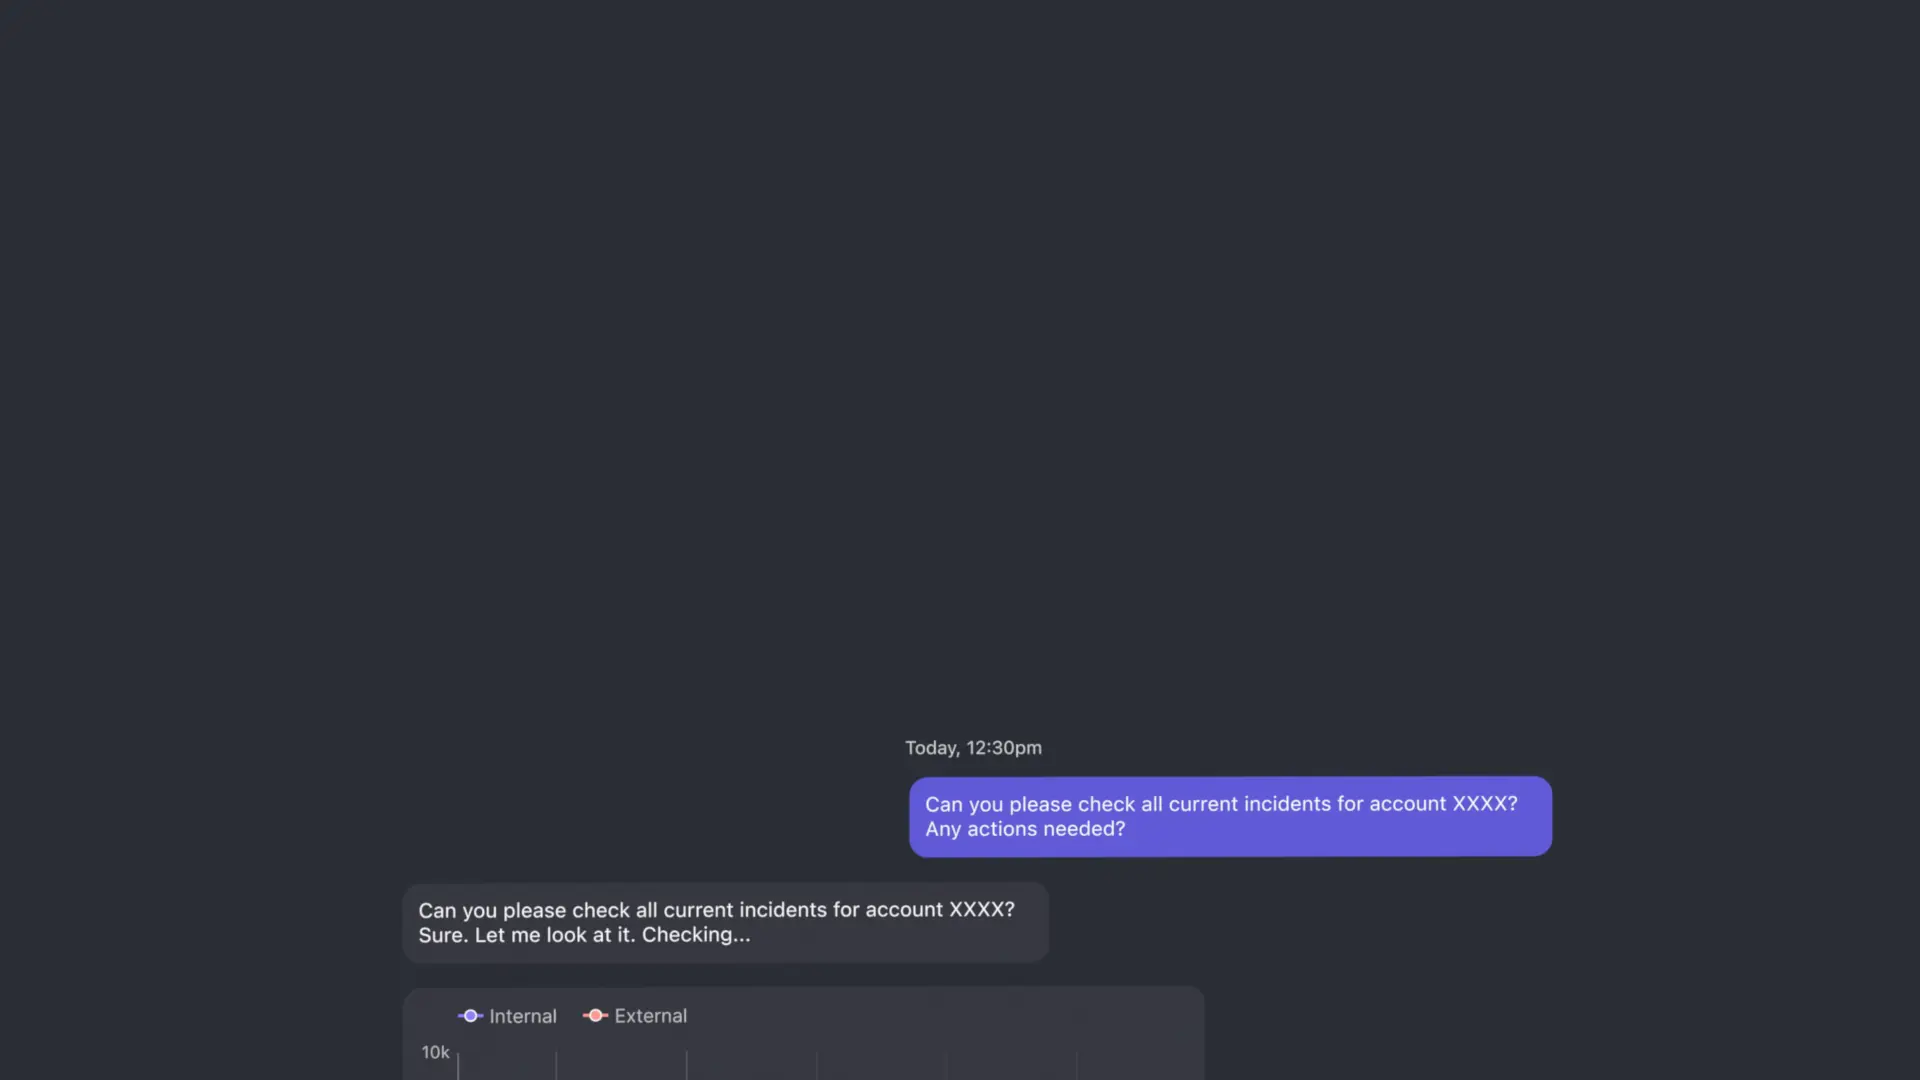 Today, 12:30pm
Can you please check all current incidents for account XXXX?
Any actions needed?
Can you please check all current incidents for account XXXX?
Sure. Let me look at it. Checking...
Internal External
10k